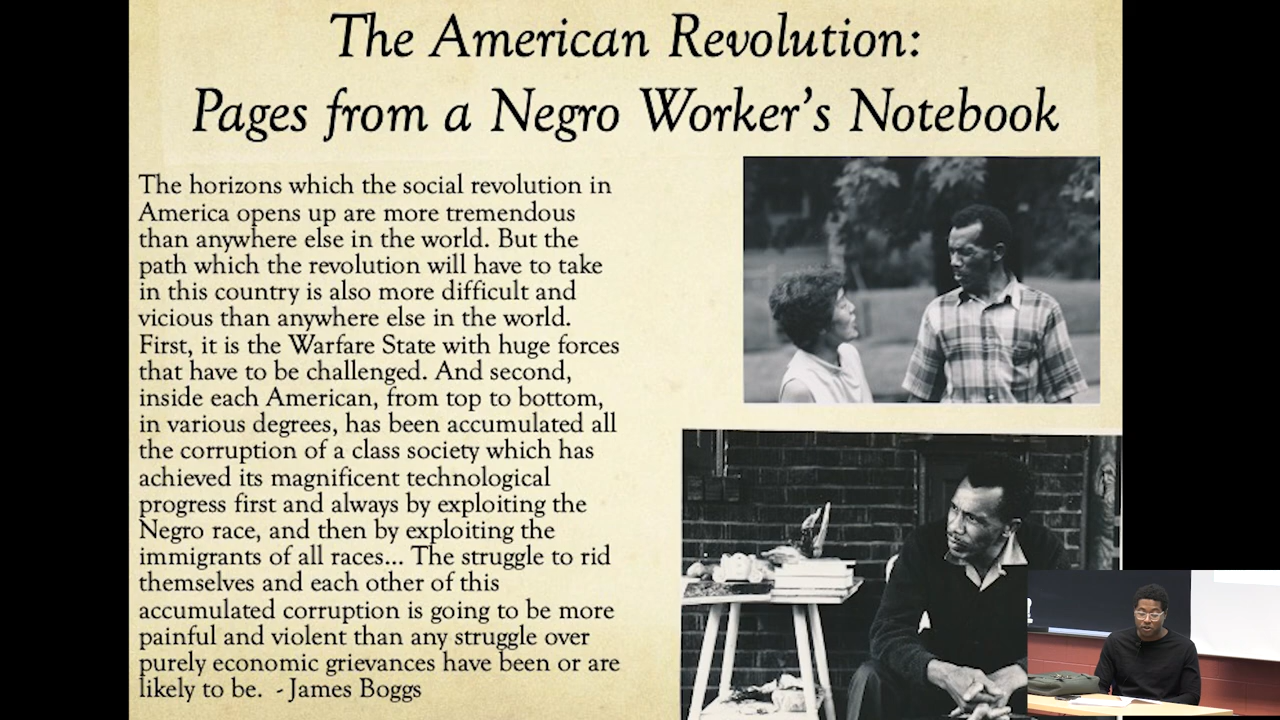 The American Revolution:
Pages from a Negro Worker's Notebook
The horizons which the social revolution in
America opens up are more tremendous
than anywhere else in the world. But the
path which the revolution will have to take
in this country is also more difficult and
vicious than anywhere else in the world.
First, it is the Warfare State with huge forces
that have to be challenged. And second,
inside each American, from top to bottom,
in various degrees, has been accumulated all
the corruption of a class society which has
achieved its magnificent technological
progress first and always by exploiting the
Negro race, and then by exploiting the
immigrants of all races... The struggle to rid
themselves and each other of this
accumulated corruption is going to be more
painful and violent than any struggle over
purely economic grievances have been or are
likely to be. - James Boggs